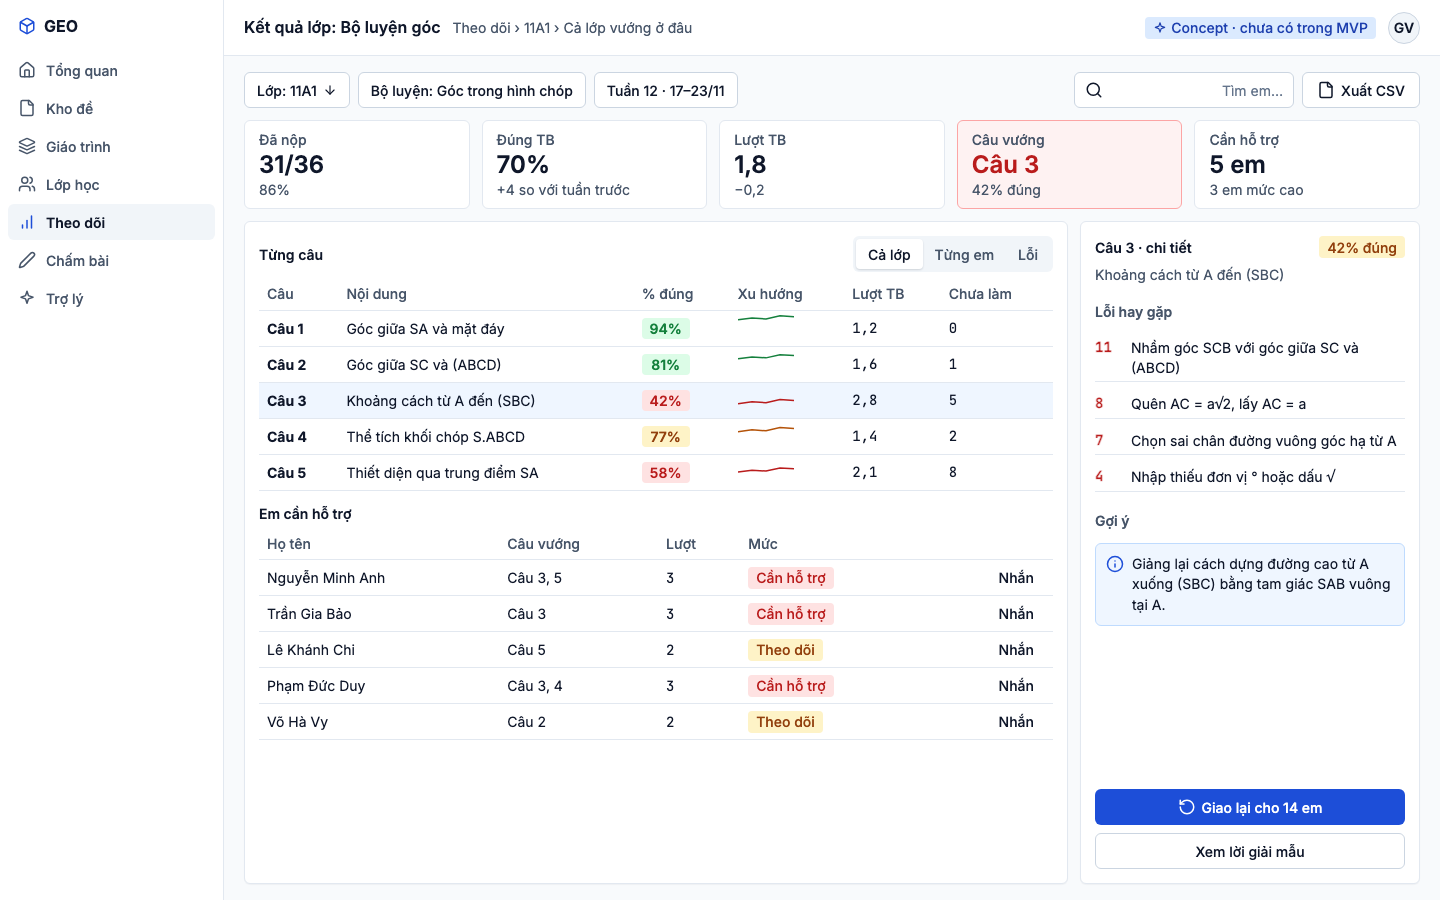 GEO
Tổng quan
Kho đề
Giáo trình
Lớp học
Theo dõi
Chấm bài
Trợ lý
Kết quả lớp: Bộ luyện góc
Theo dõi › 11A1 › Cả lớp vướng ở đâu
Concept · chưa có trong MVP
GV
Lớp: 11A1 ↓
Bộ luyện: Góc trong hình chóp
Tuần 12 · 17–23/11
Tìm em...
Xuất CSV
Đã nộp
31/36
86%
Đúng TB
70%
+4 so với tuần trước
Lượt TB
1,8
−0,2
Câu vướng
Câu 3
42% đúng
Cần hỗ trợ
5 em
3 em mức cao
Từng câu
Cả lớp Từng em Lỗi
Câu Nội dung % đúng Xu hướng Lượt TB Chưa làm
Câu 1 Góc giữa SA và mặt đáy 94% 1,2 0
Câu 2 Góc giữa SC và (ABCD) 81% 1,6 1
Câu 3 Khoảng cách từ A đến (SBC) 42% 2,8 5
Câu 4 Thể tích khối chóp S.ABCD 77% 1,4 2
Câu 5 Thiết diện qua trung điểm SA 58% 2,1 8
Em cần hỗ trợ
Họ tên Câu vướng Lượt Mức
Nguyễn Minh Anh Câu 3, 5 3 Cần hỗ trợ Nhắn
Trần Gia Bảo Câu 3 3 Cần hỗ trợ Nhắn
Lê Khánh Chi Câu 5 2 Theo dõi Nhắn
Phạm Đức Duy Câu 3, 4 3 Cần hỗ trợ Nhắn
Võ Hà Vy Câu 2 2 Theo dõi Nhắn
Câu 3 · chi tiết
42% đúng
Khoảng cách từ A đến (SBC)
Lỗi hay gặp
11 Nhầm góc SCB với góc giữa SC và
(ABCD)
8 Quên AC = a√2, lấy AC = a
7 Chọn sai chân đường vuông góc hạ từ A
4 Nhập thiếu đơn vị ° hoặc dấu √
Gợi ý
Giảng lại cách dựng đường cao từ A
xuống (SBC) bằng tam giác SAB vuông
tại A.
Giao lại cho 14 em
Xem lời giải mẫu